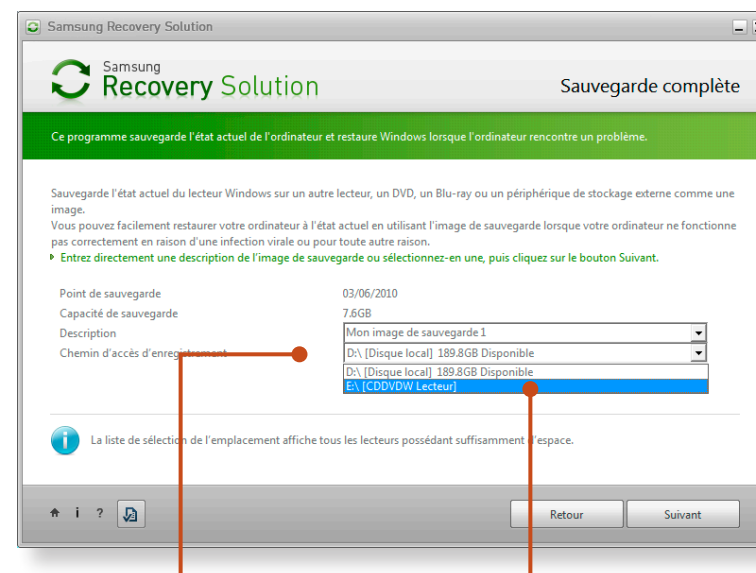 Samsung Recovery Solution
Samsung
Recovery Solution
Sauvegarde complète
Ce programme sauvegarde l'état actuel de l'ordinateur et restaure Windows lorsque l'ordinateur rencontre un problème.
Sauvegarde l'état actuel du lecteur Windows sur un autre lecteur, un DVD, un Blu-ray ou un périphérique de stockage externe comme une
image.
Vous pouvez facilement restaurer votre ordinateur à l'état actuel en utilisant l'image de sauvegarde lorsque votre ordinateur ne fonctionne
pas correctement en raison d'une infection virale ou pour toute autre raison.
Entrez directement une description de l'image de sauvegarde ou sélectionnez-en une, puis cliquez sur le bouton Suivant.
Point de sauvegarde 03/06/2010
Capacité de sauvegarde 7.6GB
Description Mon image de sauvegarde 1
Chemin d'accès d'enregistrement D:\ [Disque local] 189.8GB Disponible
D:\ [Disque local] 189.8GB Disponible
E:\ [CDDVDW Lecteur]
La liste de sélection de l'emplacement affiche tous les lecteurs possédant suffisamment d'espace.
i ?
Retour
Suivant